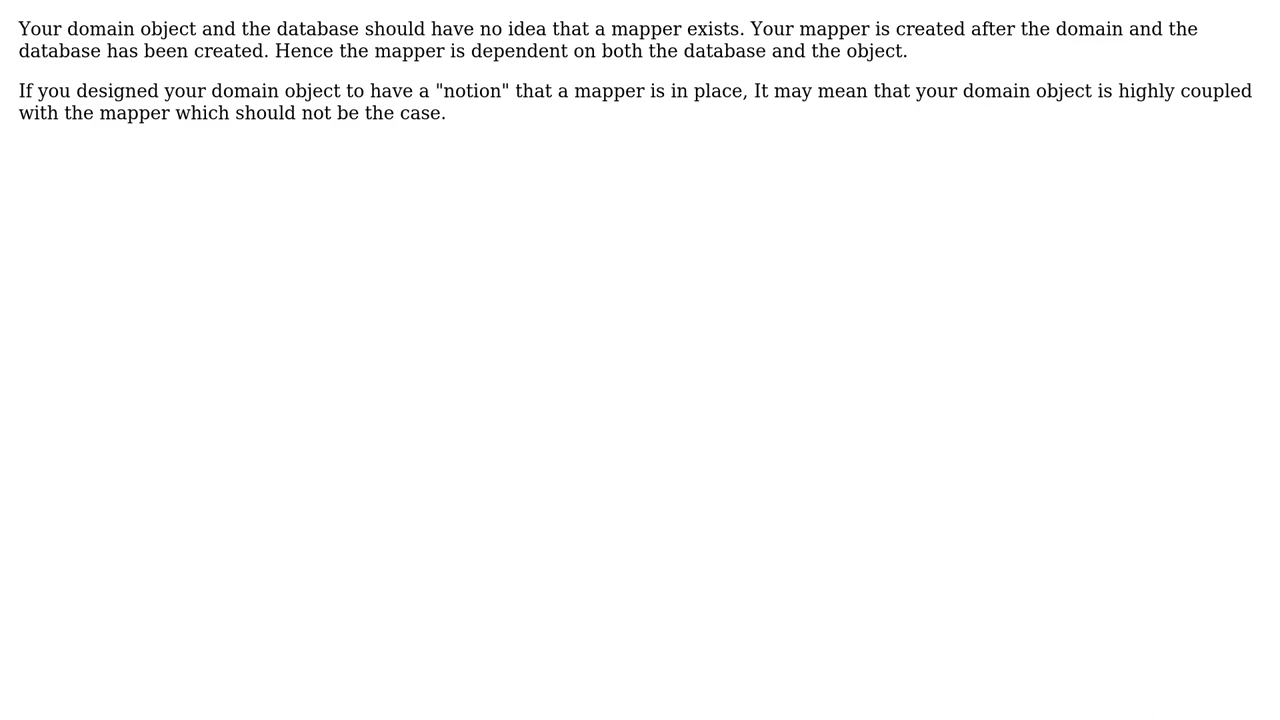 Your domain object and the database should have no idea that a mapper exists. Your mapper is created after the domain and the
database has been created. Hence the mapper is dependent on both the database and the object.
If you designed your domain object to have a "notion" that a mapper is in place, It may mean that your domain object is highly coupled
with the mapper which should not be the case.